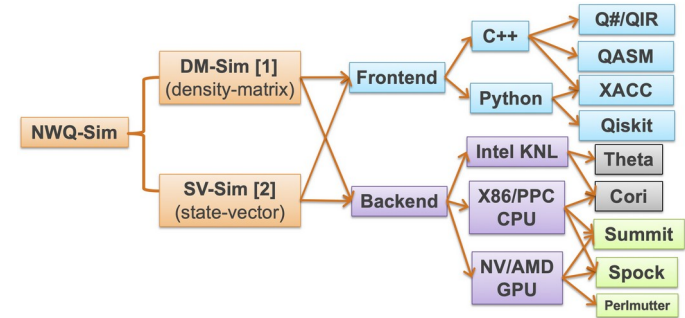 NWQ-Sim
DM-Sim [1]
(density-matrix)
SV-Sim [2]
(state-vector)
Frontend
Backend
C++
Python
Intel KNL
X86/PPC
CPU
NV/AMD
GPU
Q#/QIR
QASM
XACC
Qiskit
Theta
Cori
Summit
Spock
Perlmutter